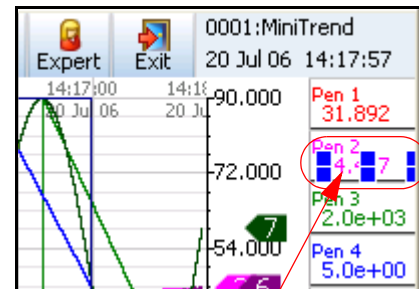 0001:MiniTrend
Expert Exit 20 Jul 06 14:17:57
14:17:00
20 Jul 06 20
90.000
Pen 1
31.892
Pen 2
72.000
Pen 3
2.0e+03
7
54.000
Pen 4
5.0e+00
6